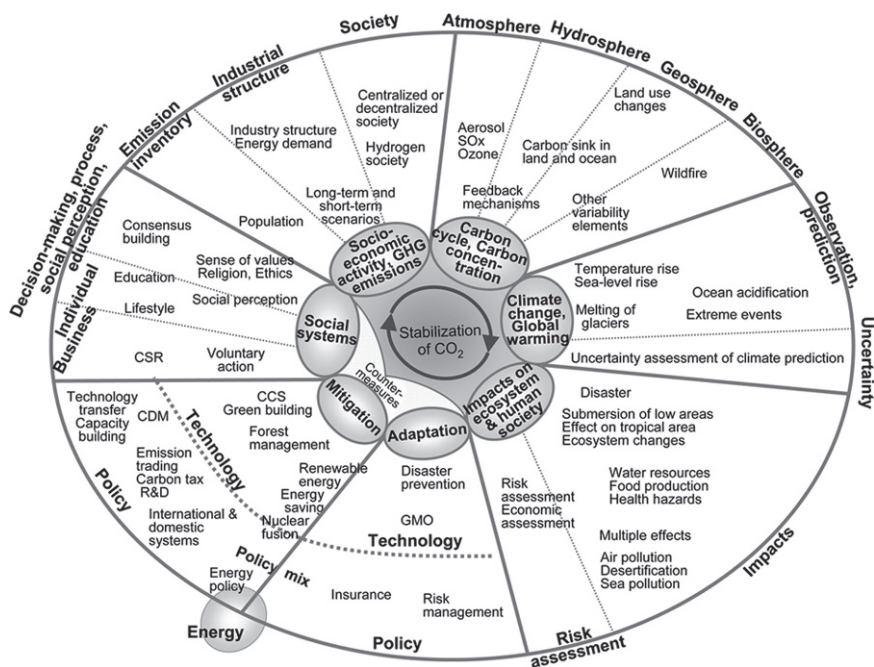 Society
Atmosphere
Hydrosphere
Geosphere
Biosphere
Observation,
prediction
Uncertainty
Impacts
Risk
assessment
Policy
Energy
Policy
Business
Individual
Decision-making, process,
social perception,
education
Emission
inventory
Industrial
structure
Centralized or
decentralized
society
Industry structure
Energy demand
Hydrogen
society
Long-term and
short-term
scenarios
Population
Aerosol
SOx
Ozone
Feedback
mechanisms
Land use
changes
Carbon sink in
land and ocean
Wildfire
Other
variability
elements
Temperature rise
Sea-level rise
Ocean acidification
Melting of
glaciers
Extreme events
Uncertainty assessment of climate prediction
Disaster
Submersion of low areas
Effect on tropical area
Ecosystem changes
Water resources
Food production
Health hazards
Multiple effects
Air pollution
Desertification
Sea pollution
Risk
assessment
Economic
assessment
Disaster
prevention
GMO
Technology
Insurance
Risk
management
Policy mix
Energy
policy
CCS
Green building
Forest
management
Renewable
energy
Energy
saving
Nuclear
fusion
Technology
Technology
transfer
Capacity
building
CDM
Emission
trading
Carbon tax
R&D
International &
domestic
systems
Consensus
building
Sense of values
Religion, Ethics
Education
Social perception
Lifestyle
CSR
Voluntary
action
Socio-
economic
activity, GHG
emissions
Carbon
cycle, Carbon
concen-
tration
Climate
change, Global
warming
Impacts on
ecosystem
& human
society
Adaptation
Mitigation
Social
systems
Counter-
measures
Stabilization
of CO2